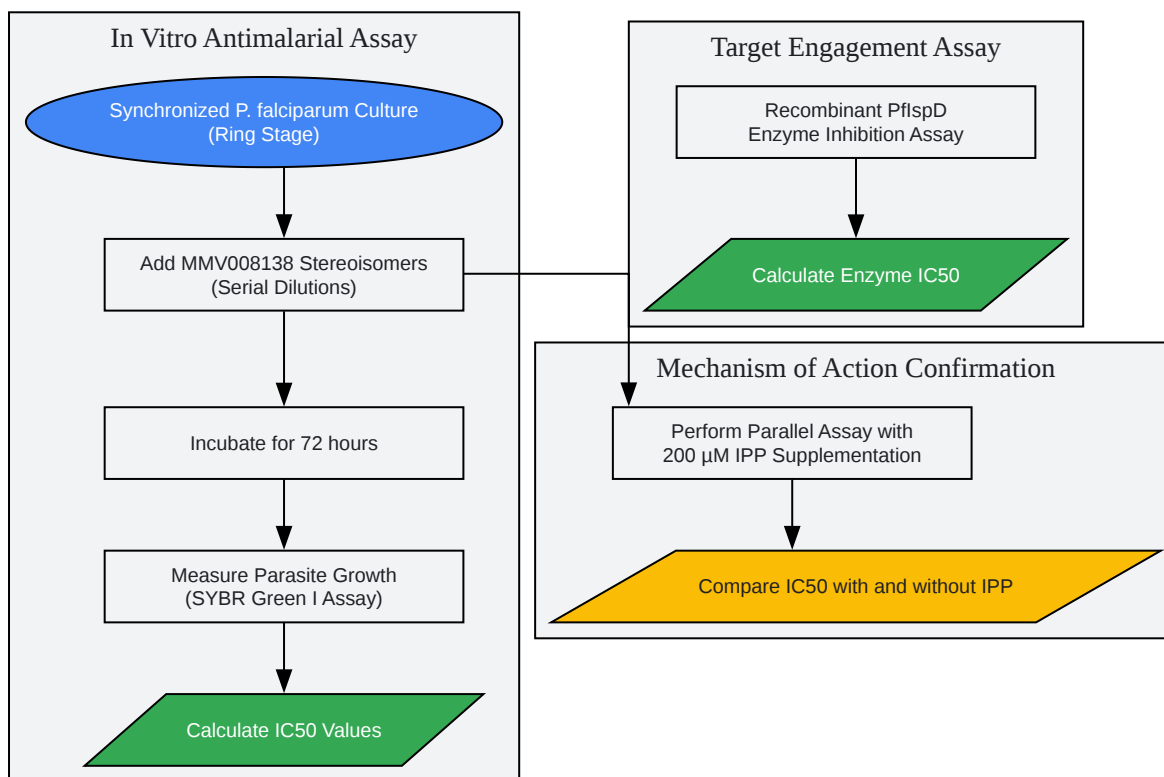 In Vitro Antimalarial Assay
Synchronized P. falciparum Culture
(Ring Stage)
Add MMV008138 Stereoisomers
(Serial Dilutions)
Incubate for 72 hours
Measure Parasite Growth
(SYBR Green I Assay)
Calculate IC50 Values
Target Engagement Assay
Recombinant PfIspD
Enzyme Inhibition Assay
Calculate Enzyme IC50
Mechanism of Action Confirmation
Perform Parallel Assay with
200 µM IPP Supplementation
Compare IC50 with and without IPP